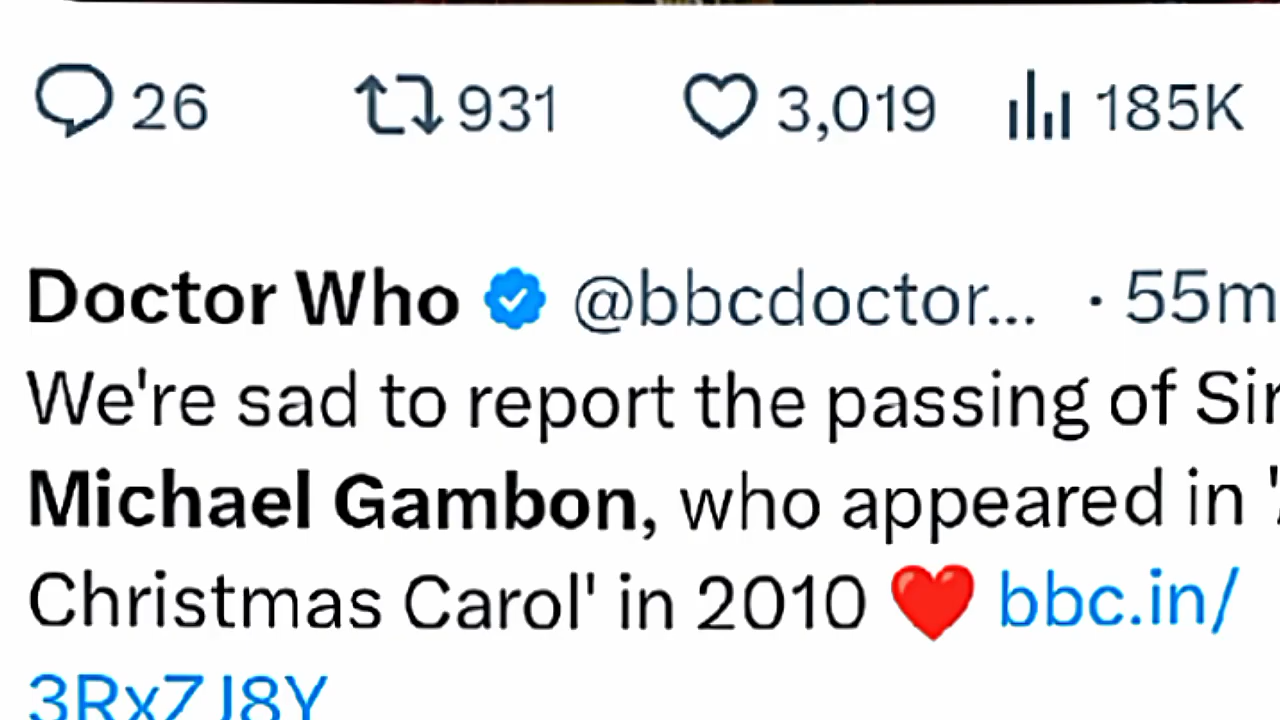 26 931 3,019 185K
Doctor Who @bbcdoctor... · 55m
We're sad to report the passing of Sir
Michael Gambon, who appeared in '
Christmas Carol' in 2010 ❤️ bbc.in/
3RxZJ8Y